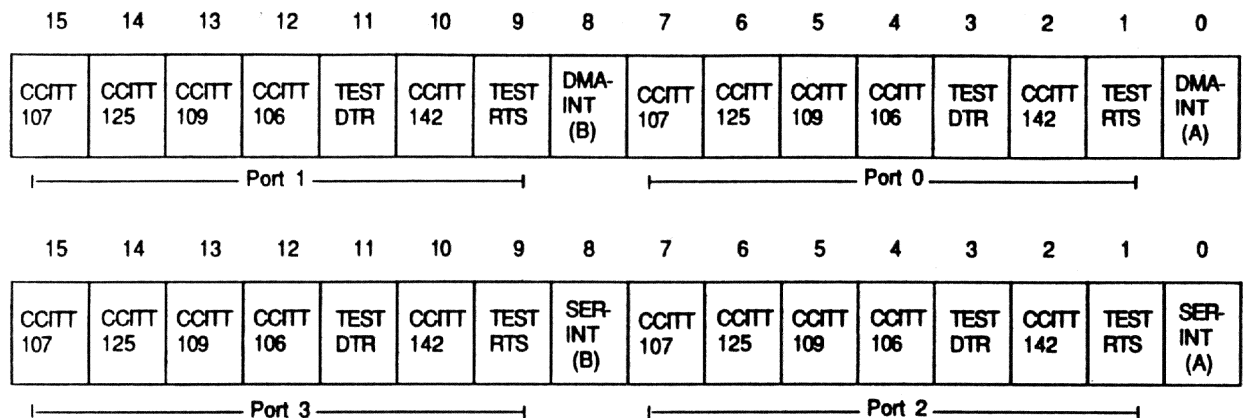 15 14 13 12 11 10 9 8 7 6 5 4 3 2 1 0
CCITT CCITT CCITT CCITT TEST CCITT TEST DMA- CCITT CCITT CCITT CCITT TEST CCITT TEST DMA-
107 125 109 106 DTR 142 RTS INT 107 125 109 106 DTR 142 RTS INT
(B) (A)
Port 1 Port 0
15 14 13 12 11 10 9 8 7 6 5 4 3 2 1 0
CCITT CCITT CCITT CCITT TEST CCITT TEST SER- CCITT CCITT CCITT CCITT TEST CCITT TEST SER-
107 125 109 106 DTR 142 RTS INT 107 125 109 106 DTR 142 RTS INT
(B) (A)
Port 3 Port 2